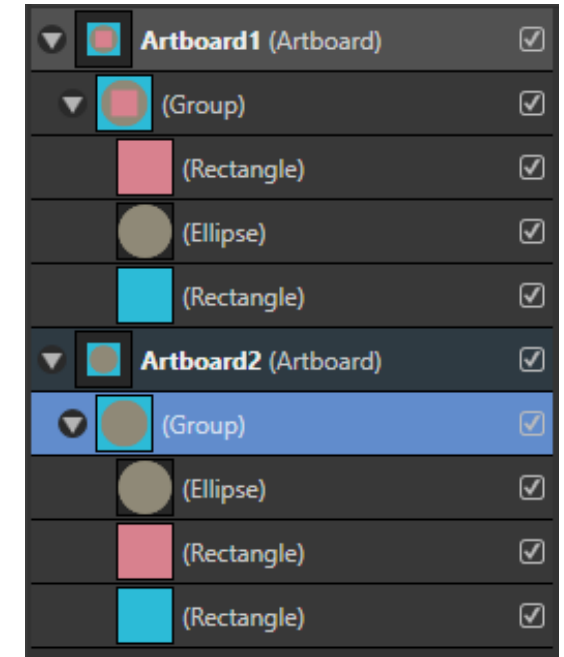 Artboard1 (Artboard)
(Group)
(Rectangle)
(Ellipse)
(Rectangle)
Artboard2 (Artboard)
(Group)
(Ellipse)
(Rectangle)
(Rectangle)